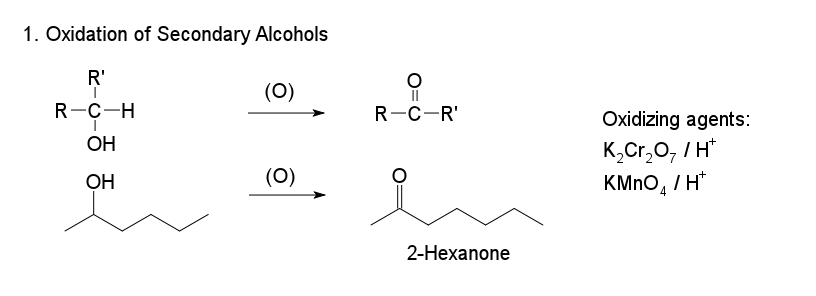 1. Oxidation of Secondary Alcohols
R'
R-C-H
OH
(O)
O
R-C-R'
Oxidizing agents:
K₂Cr₂O₇ / H⁺
KMnO₄ / H⁺
OH
(O)
O
2-Hexanone